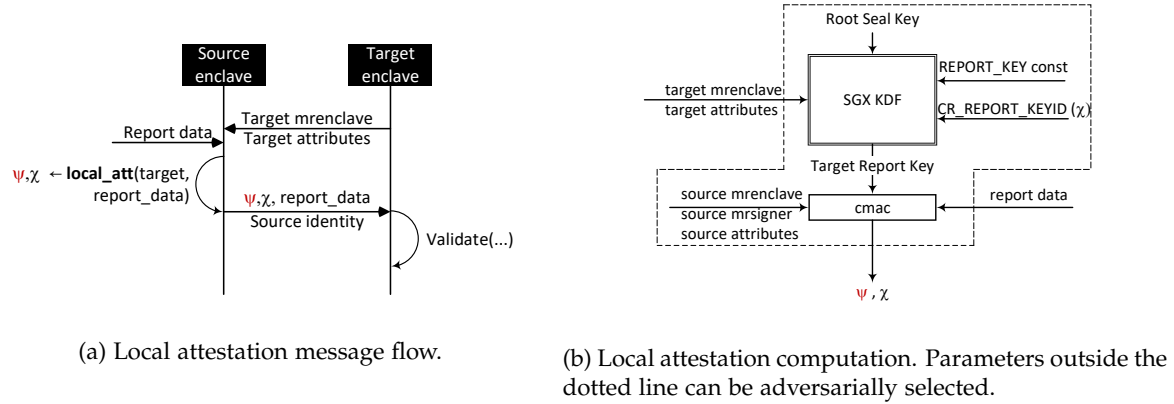 Source
enclave
Target
enclave
Target mrenclave
Target attributes
Report data
ψ,χ ← local_att(target,
report_data)
ψ,χ, report_data
Source identity
Validate(...)
(a) Local attestation message flow.
Root Seal Key
REPORT_KEY const
target mrenclave
target attributes
SGX KDF
CR_REPORT_KEYID (χ)
Target Report Key
source mrenclave
source mrsigner
source attributes
cmac
report data
ψ , χ
(b) Local attestation computation. Parameters outside the
dotted line can be adversarially selected.